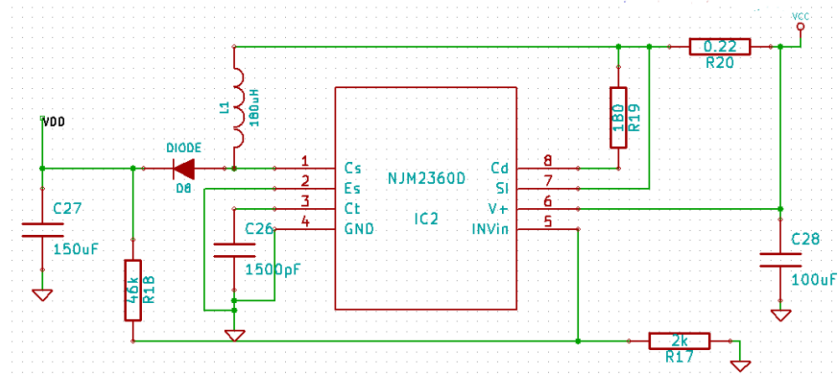 VCC
0.22
R20
L1
180uH
180
R19
VDD
DIODE
D8
1
Cs
2
Es
3
Ct
4
GND
NJM2360D
IC2
Cd
8
SI
7
V+
6
INVin
5
C27
150uF
C26
1500pF
46k
R18
C28
100uF
2k
R17